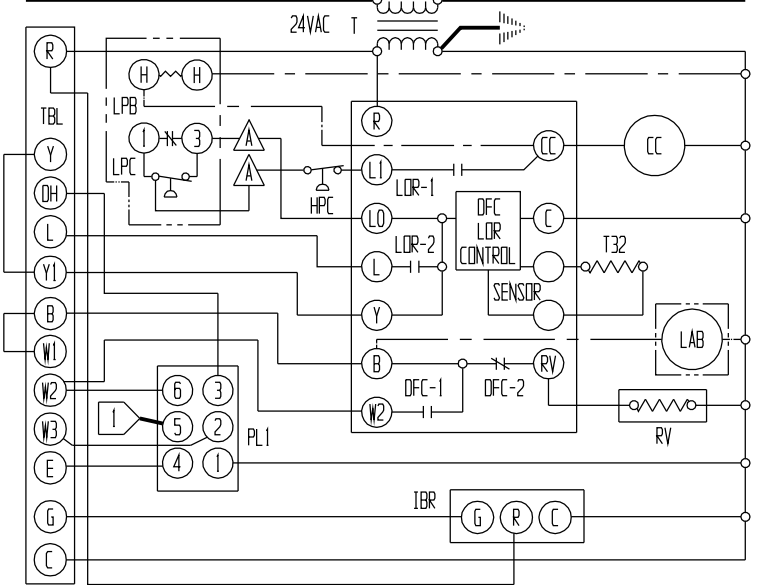 24VAC T
R
H H
LPB
TBL
R
1 3 A
CC CC
Y
LPC
A L1
LOR-1
DH
HPC
DFC
LOR
CONTROL
L
LO
C
LOR-2
T32
Y1
L
SENSOR
B
Y
W1
LAB
B
DFC-1 DFC-2
RV
W2
6 3
1
5 2
W2
RV
W3
PL1
E
4 1
IBR
G
G R C
C